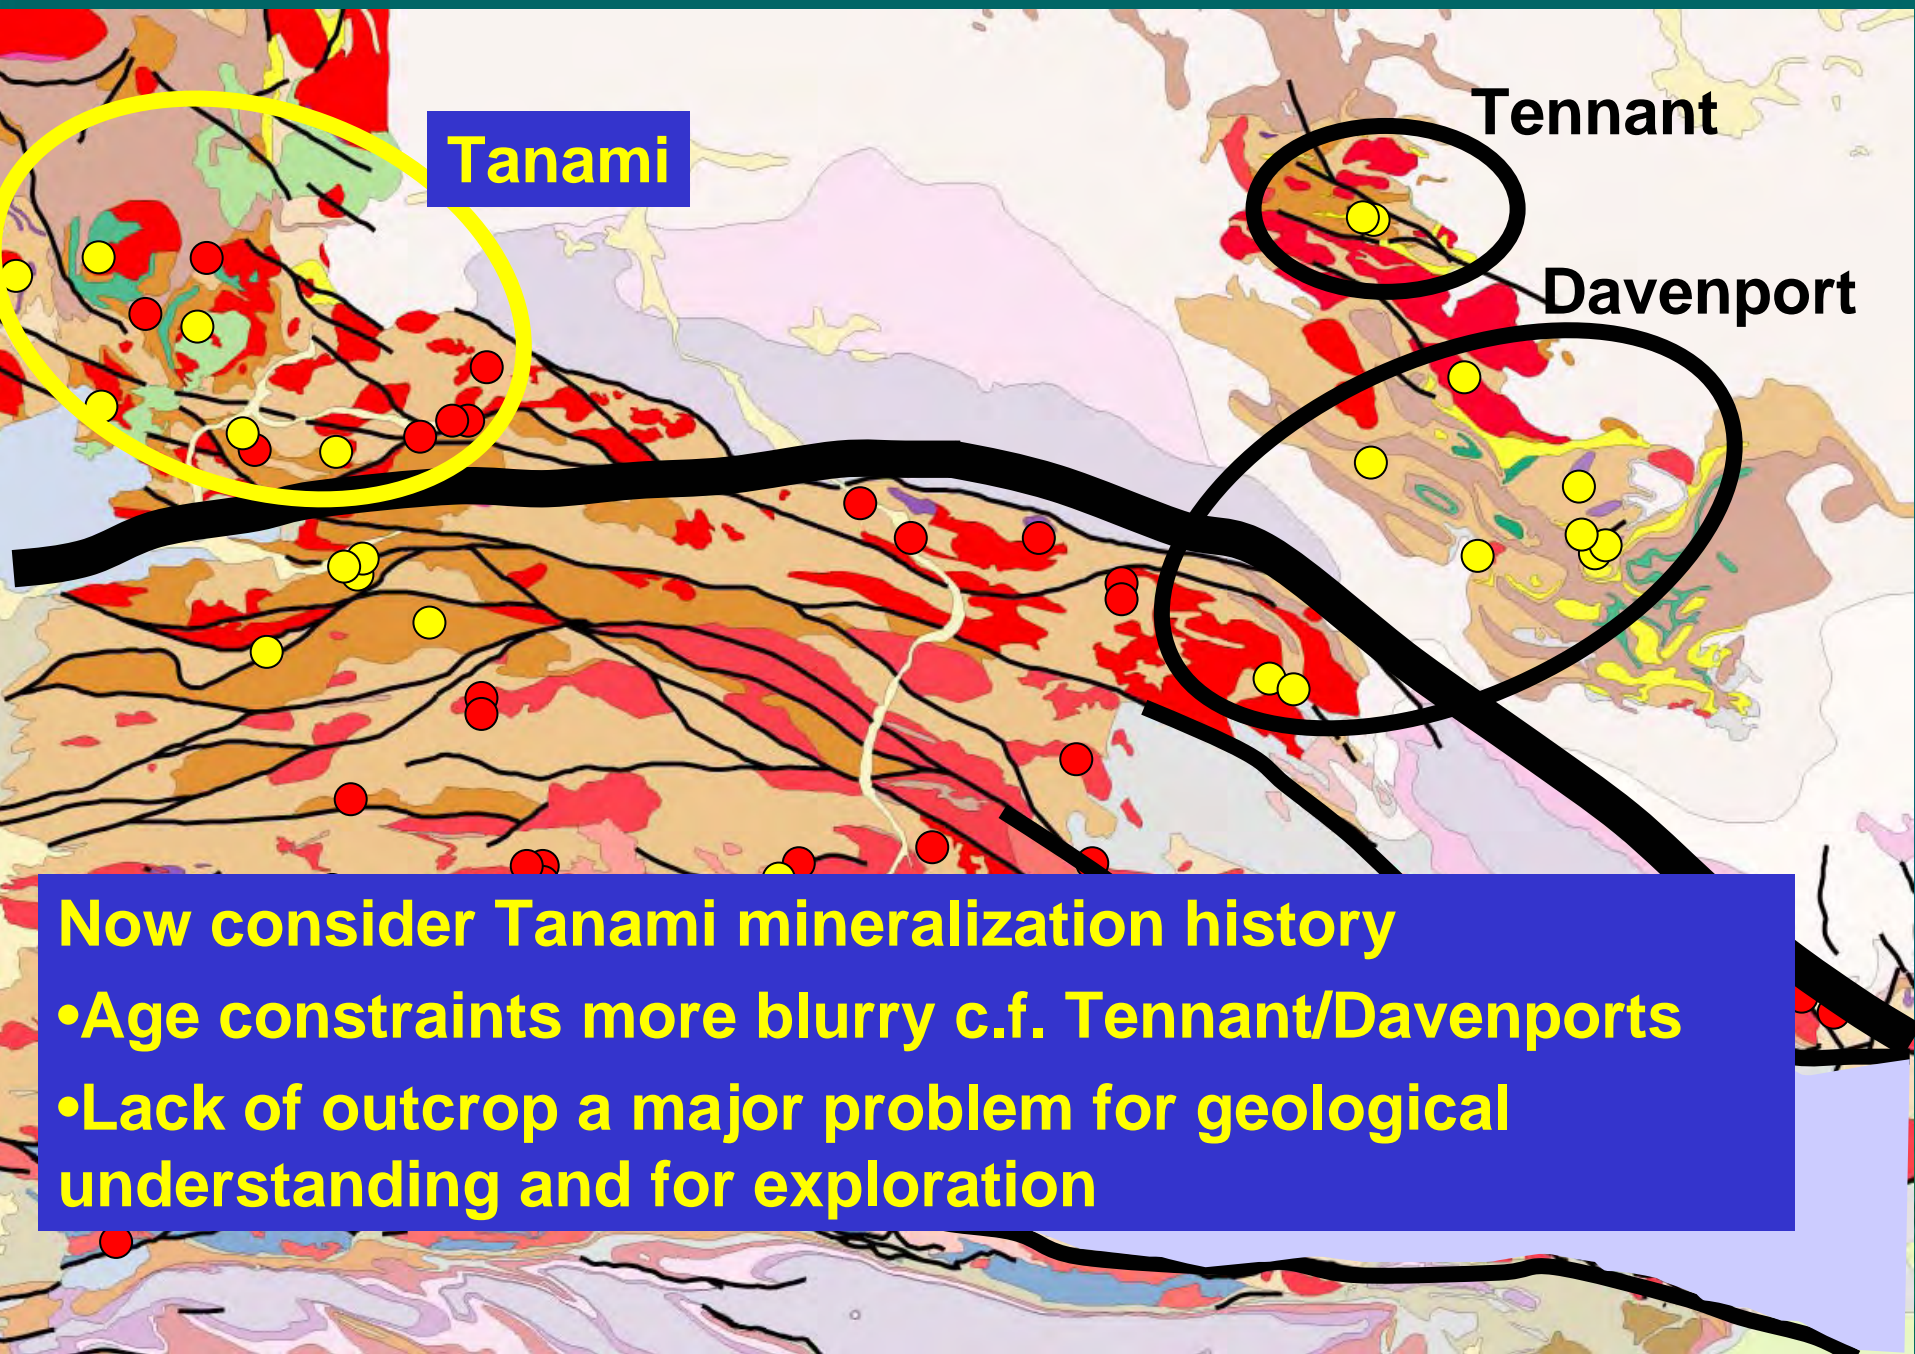 Tennant
Tanami
Davenport
Now consider Tanami mineralization history
•Age constraints more blurry c.f. Tennant/Davenports
•Lack of outcrop a major problem for geological
understanding and for exploration